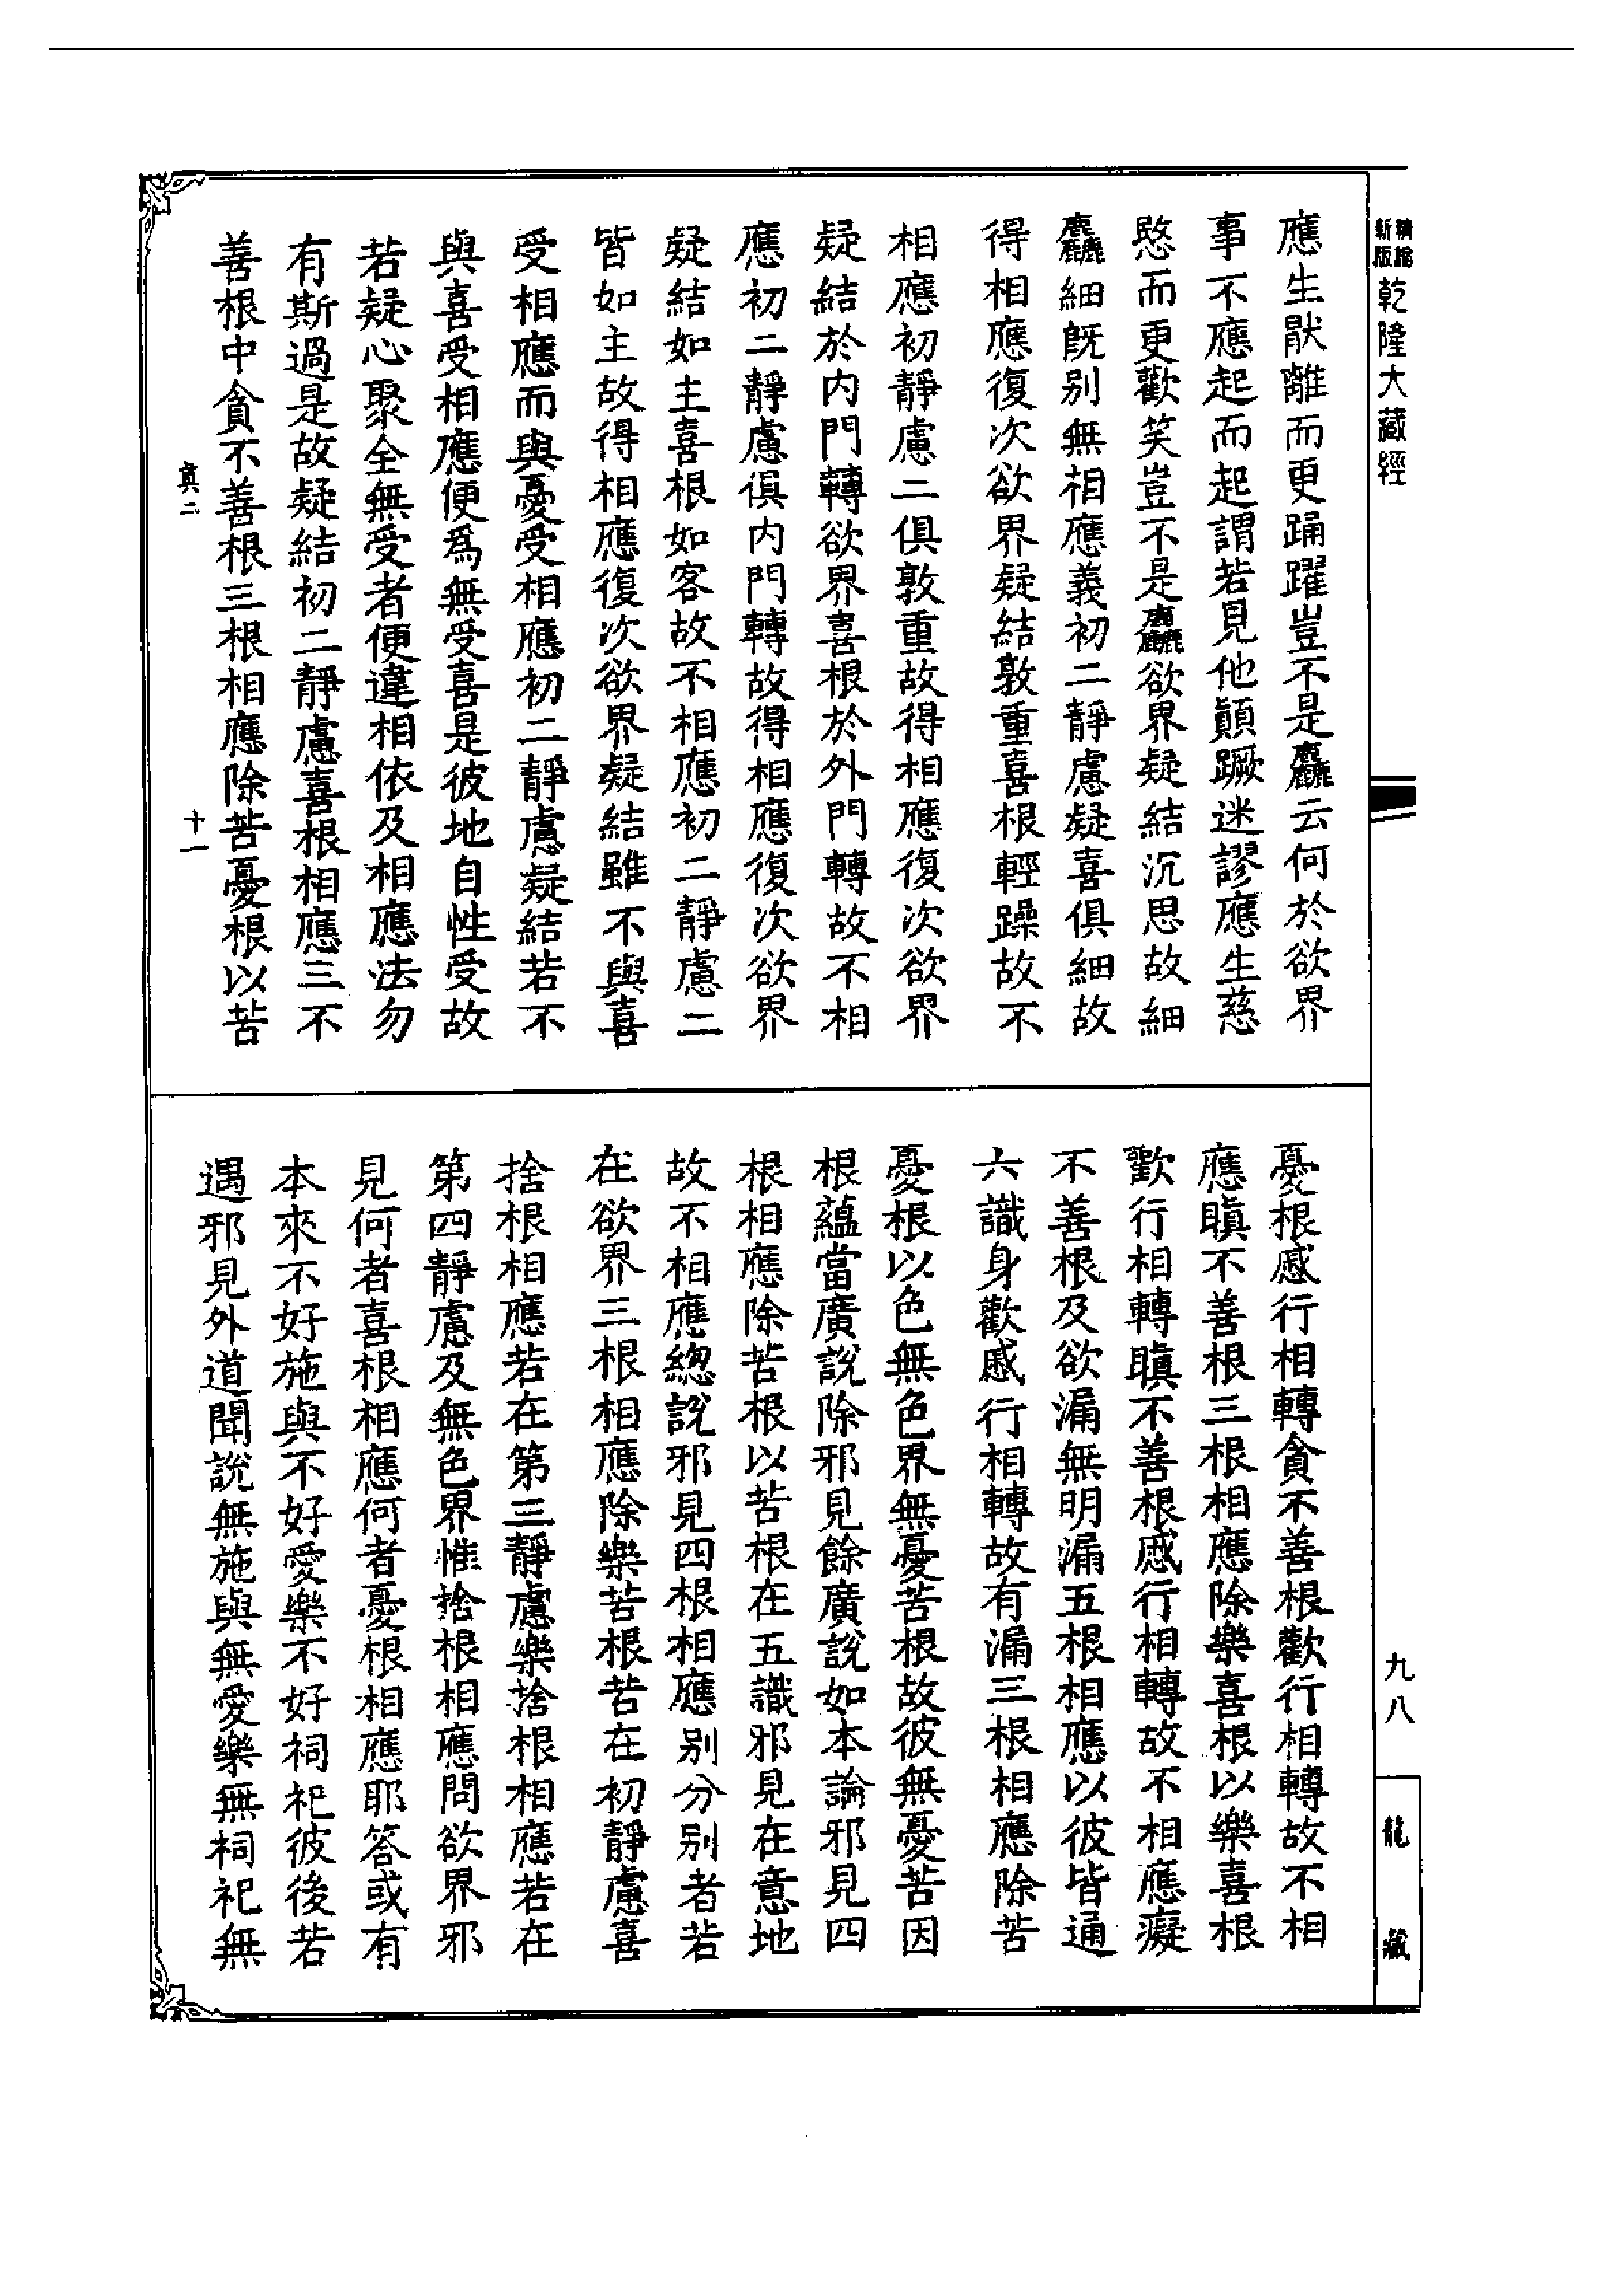 新版
精縮
乾隆大藏經
九八
龍藏
應生厭離而更踊躍豈不是麤云何於欲界
事不應起而起謂若見他顛蹶迷謬應生慈
愍而更歡笑豈不是麤欲界疑結沉思故細
麤細旣別無相應義初二靜慮疑喜俱細故
得相應復次欲界疑結敦重喜根輕躁故不
相應初靜慮二俱敦重故得相應復次欲界
疑結於內門轉欲界喜根於外門轉故不相
應初二靜慮俱內門轉故得相應復次欲界
疑結如主喜根如客故不相應初二靜慮二
皆如主故得相應復次欲界疑結雖不與喜
受相應而與憂受相應初二靜慮疑結若不
與喜受相應便爲無受喜是彼地自性受故
若疑心聚全無受者便違相依及相應法勿
有斯過是故疑結初二靜慮喜根相應三不
善根中貪不善根三根相應除苦憂根以苦
真二
十一
憂根慼行相轉貪不善根歡行相轉故不相
應瞋不善根三根相應除樂喜根以樂喜根
歡行相轉瞋不善根慼行相轉故不相應癡
不善根及欲漏無明漏五根相應以彼皆通
六識身歡慼行相轉故有漏三根相應除苦
憂根以色無色界無憂苦根故彼無憂苦因
根蘊當廣說除邪見餘廣說如本論邪見四
根相應除苦根以苦根在五識邪見在意地
故不相應總說邪見四根相應別分別者若
在欲界三根相應除樂苦根若在初靜慮喜
捨根相應若在第三靜慮樂捨根相應若在
第四靜慮及無色界惟捨根相應問欲界邪
見何者喜根相應何者憂根相應耶答或有
本來不好施與不好愛樂不好祠祀彼後若
遇邪見外道聞說無施與無愛樂無祠祀無